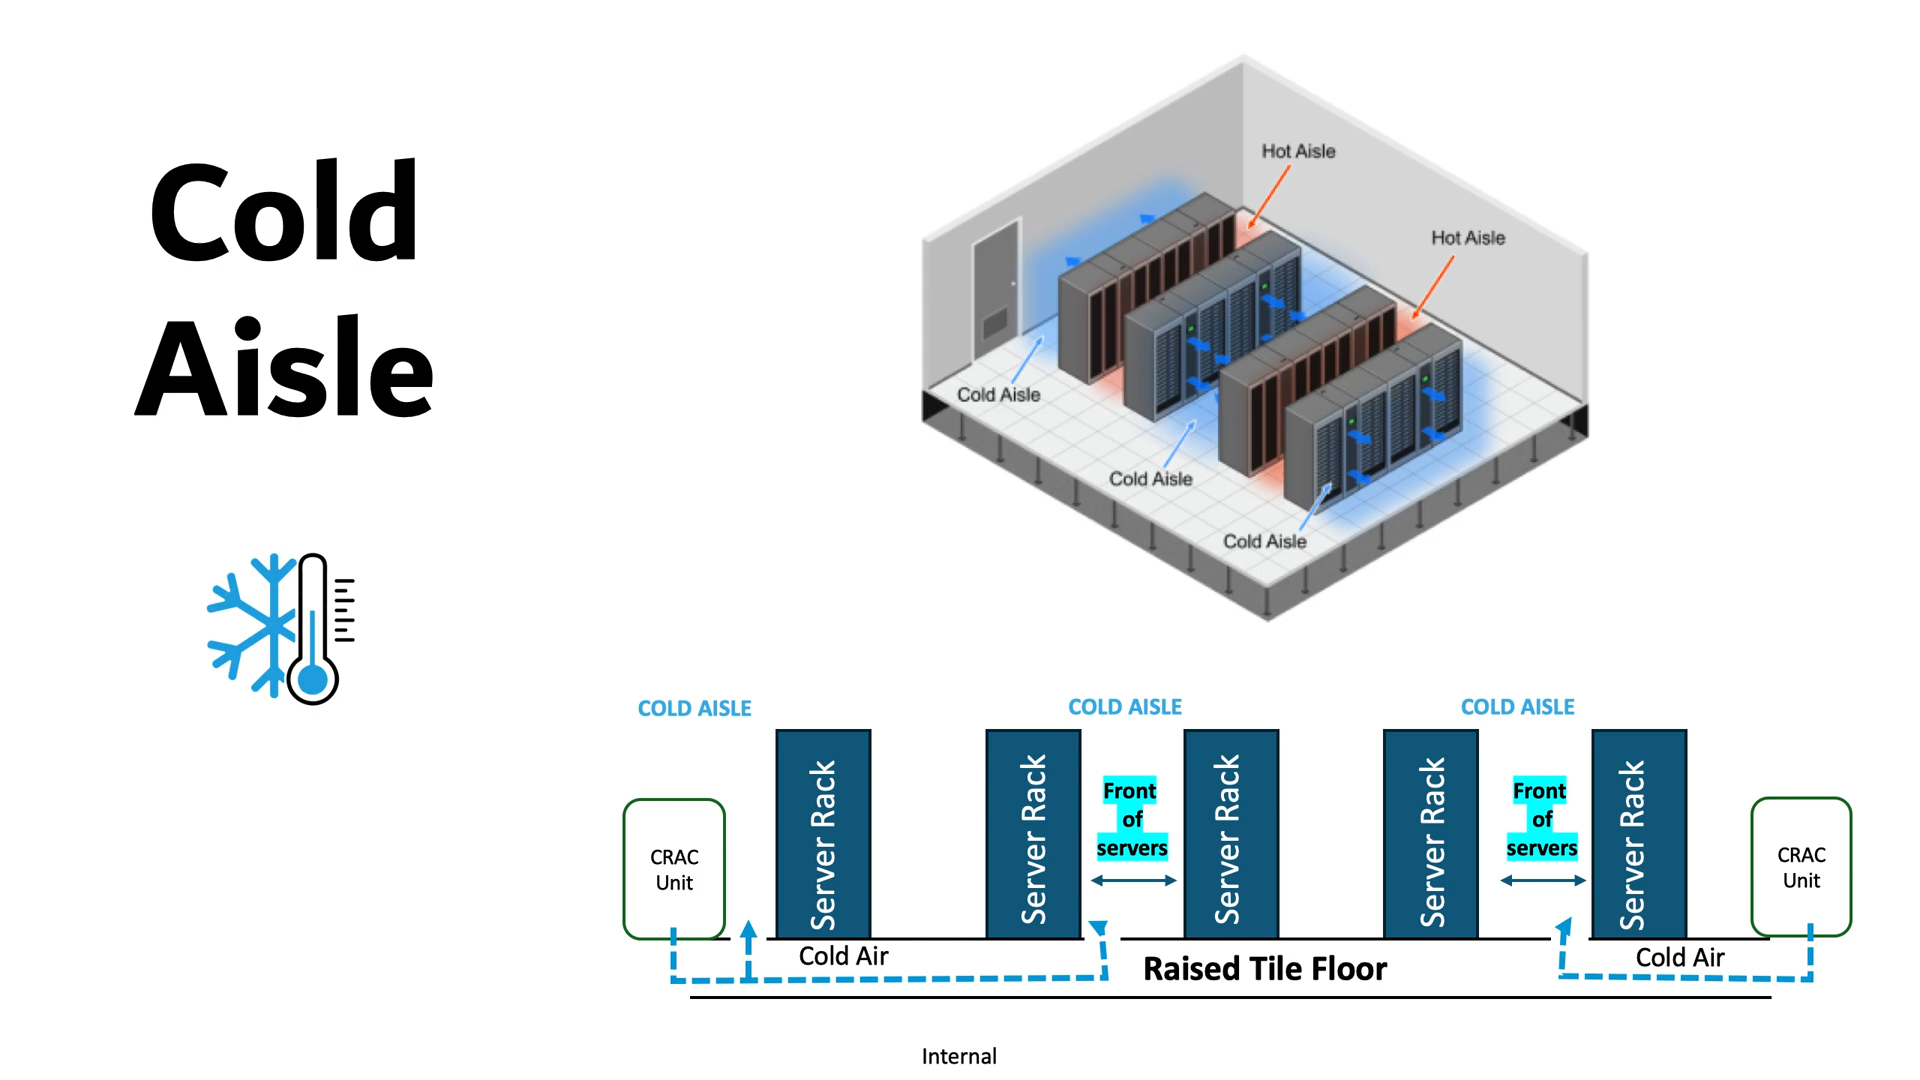 Cold
Aisle
Hot Aisle
Hot Aisle
Cold Aisle
Cold Aisle
Cold Aisle
COLD AISLE
COLD AISLE
COLD AISLE
CRAC
Unit
Server Rack
Server Rack
Front
of
servers
Server Rack
Server Rack
Front
of
servers
Server Rack
CRAC
Unit
Cold Air
Raised Tile Floor
Cold Air
Internal